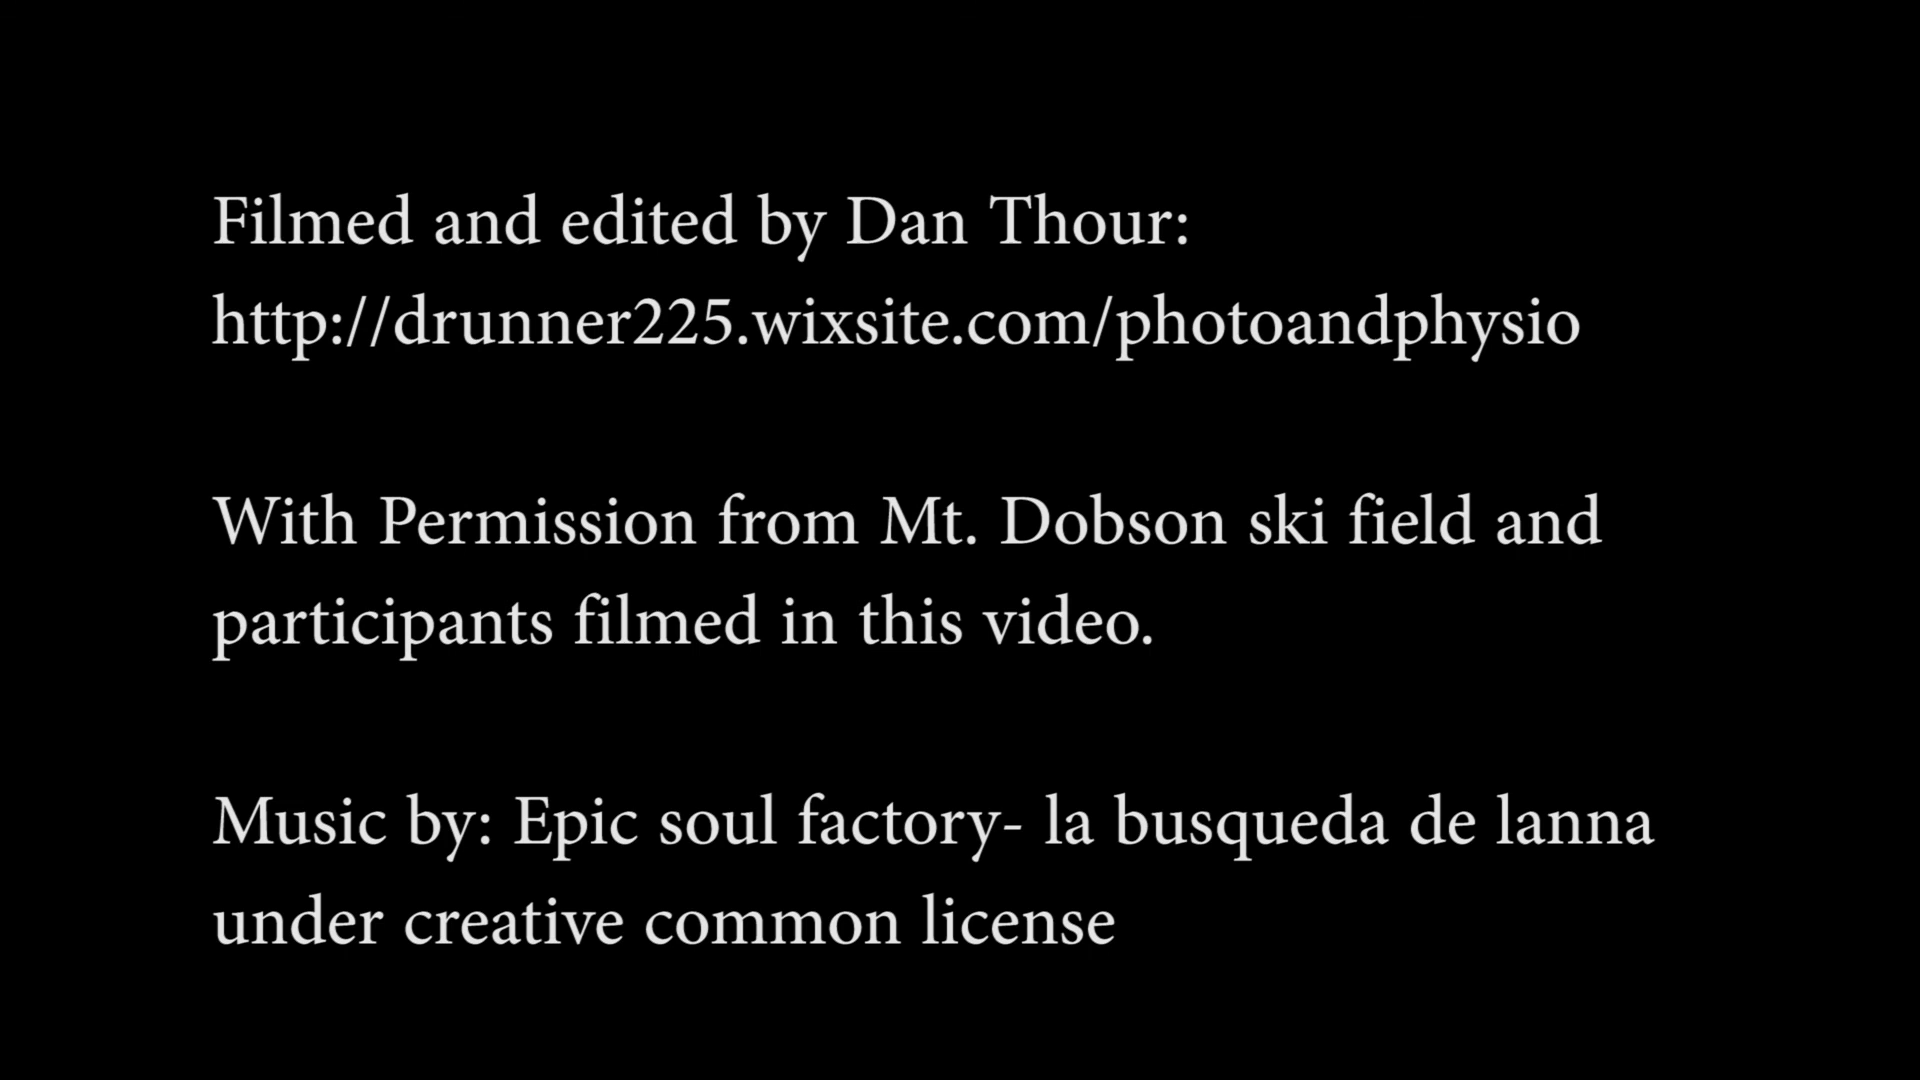 Filmed and edited by Dan Thour:
http://drunner225.wixsite.com/photoandphysio
With Permission from Mt. Dobson ski field and
participants filmed in this video.
Music by: Epic soul factory- la busqueda de lanna
under creative common license